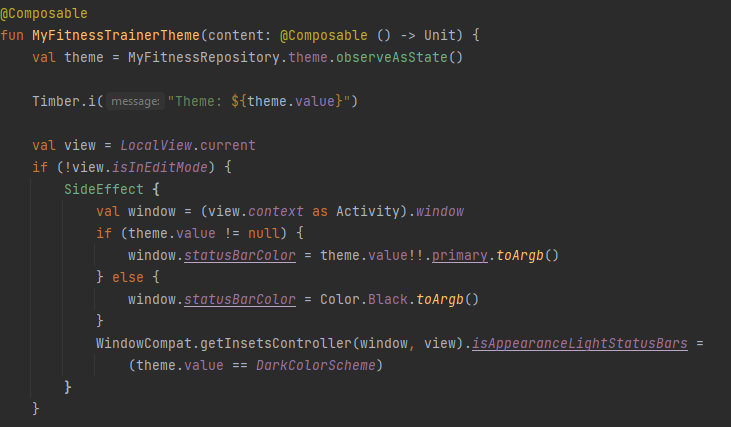 @Composable
fun MyFitnessTrainerTheme(content: @Composable () -> Unit) {
    val theme = MyFitnessRepository.theme.observeAsState()

    Timber.i( message: "Theme: ${theme.value}")

    val view = LocalView.current
    if (!view.isInEditMode) {
        SideEffect {
            val window = (view.context as Activity).window
            if (theme.value != null) {
                window.statusBarColor = theme.value!!.primary.toArgb()
            } else {
                window.statusBarColor = Color.Black.toArgb()
            }
            WindowCompat.getInsetsController(window, view).isAppearanceLightStatusBars =
                (theme.value == DarkColorScheme)
        }
    }